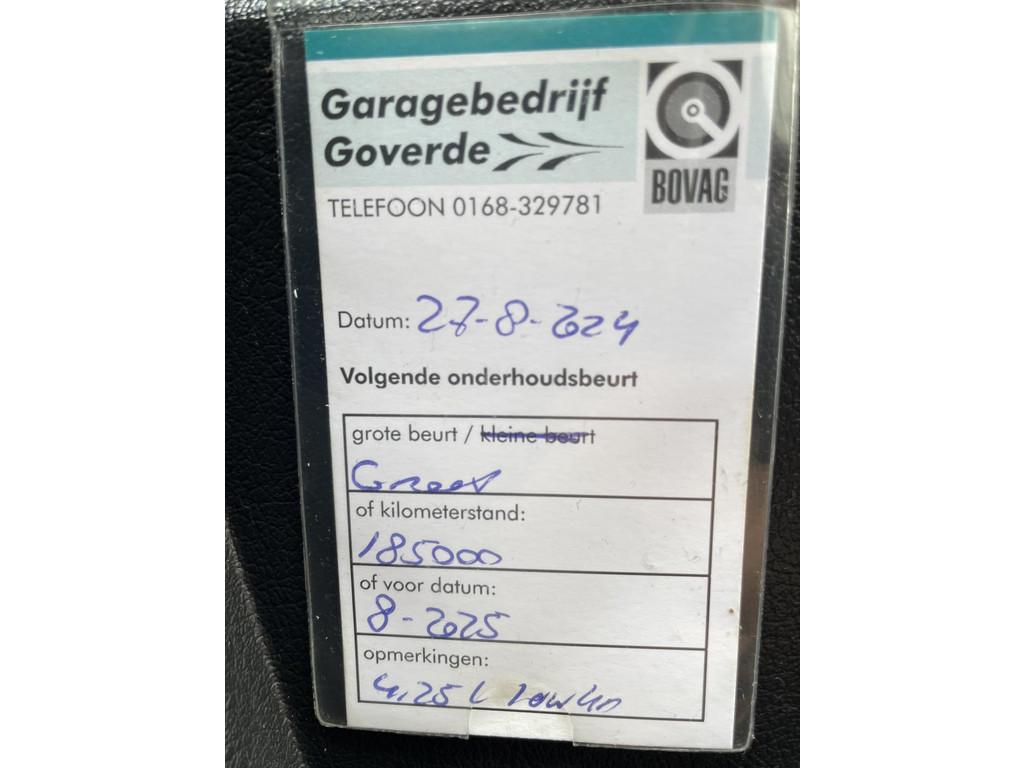 Garagebedrijf
Goverde
BOVAG
TELEFOON 0168-329781
Datum: 27-8-2024
Volgende onderhoudsbeurt
grote beurt / kleine beurt
Groot
of kilometerstand:
185000
of voor datum:
8-2025
opmerkingen:
4.25 L